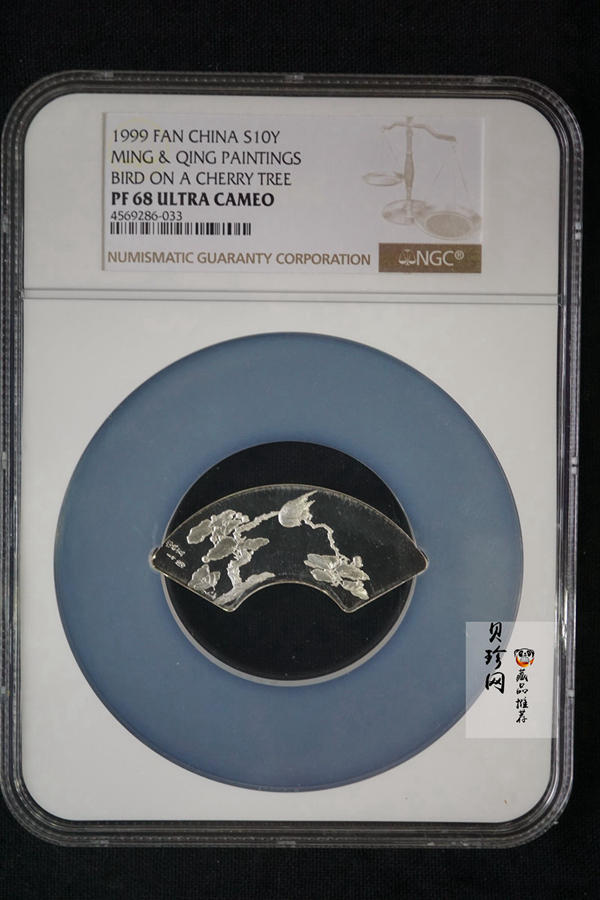 1999 FAN CHINA S10Y
MING & QING PAINTINGS
BIRD ON A CHERRY TREE
PF 68 ULTRA CAMEO
4569286-033
NUMISMATIC GUARANTY CORPORATION
NGC®
贝珍网
藏品推荐